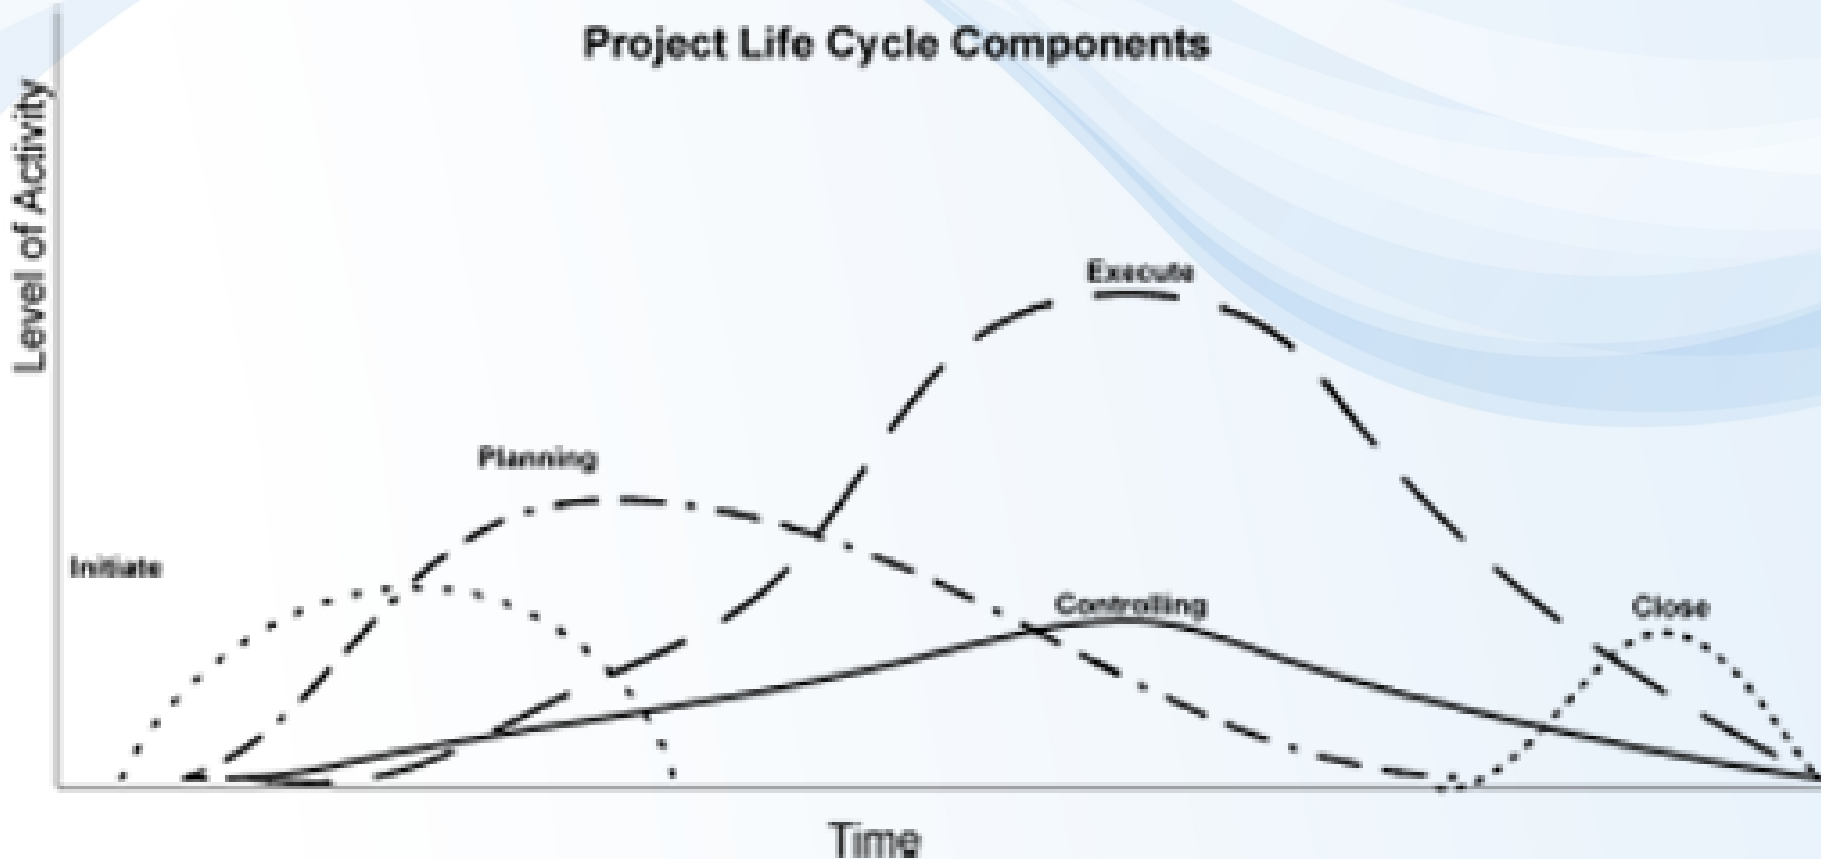 Project Life Cycle Components
Level of Activity
Execute
Planning
Initiate
Controlling
Close
Time